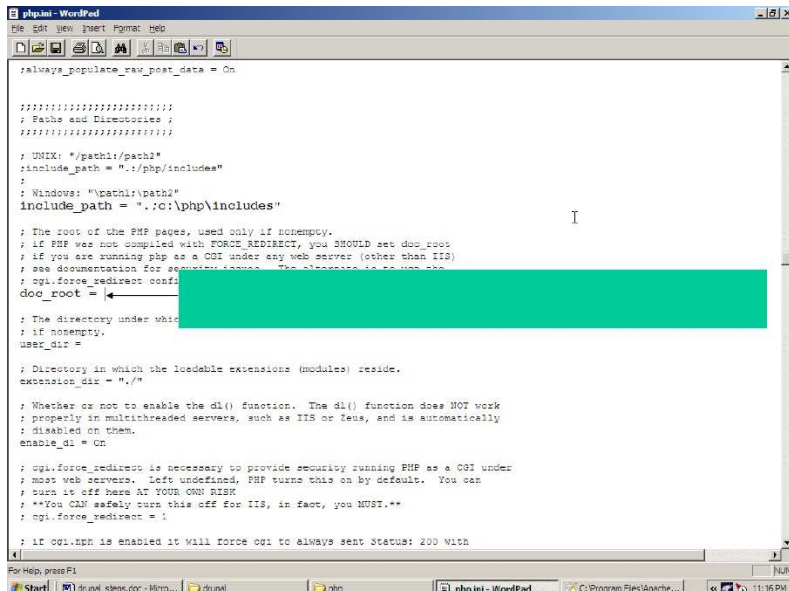 php.ini - WordPad
File Edit View Insert Format Help
;always_populate_raw_post_data = On
;;;;;;;;;;;;;;;;;;;;;;;;;
; Paths and Directories ;
;;;;;;;;;;;;;;;;;;;;;;;;;
; UNIX: "/path1:/path2"
;include_path = ".:/php/includes"
;
; Windows: "\path1;\path2"
include_path = ".;c:\php\includes"
; The root of the PHP pages, used only if nonempty.
; if PHP was not compiled with FORCE_REDIRECT, you SHOULD set doc_root
; if you are running php as a CGI under any web server (other than IIS)
; see documentation for security issues. The alternate is to use the
; cgi.force_redirect confi
doc_root =
; The directory under whic
; if nonempty.
user_dir =
; Directory in which the loadable extensions (modules) reside.
extension_dir = "./"
; Whether or not to enable the dl() function. The dl() function does NOT work
; properly in multithreaded servers, such as IIS or Zeus, and is automatically
; disabled on them.
enable_dl = On
; cgi.force_redirect is necessary to provide security running PHP as a CGI under
; most web servers. Left undefined, PHP turns this on by default. You can
; turn it off here AT YOUR OWN RISK
; **You CAN safely turn this off for IIS, in fact, you MUST.**
; cgi.force_redirect = 1
; if cgi.nph is enabled it will force cgi to always sent Status: 200 with
For Help, press F1
NUM
Start drupal_steps.doc - Micro... drupal php php.ini - WordPad C:\Program Files\Apache... 11:16 PM